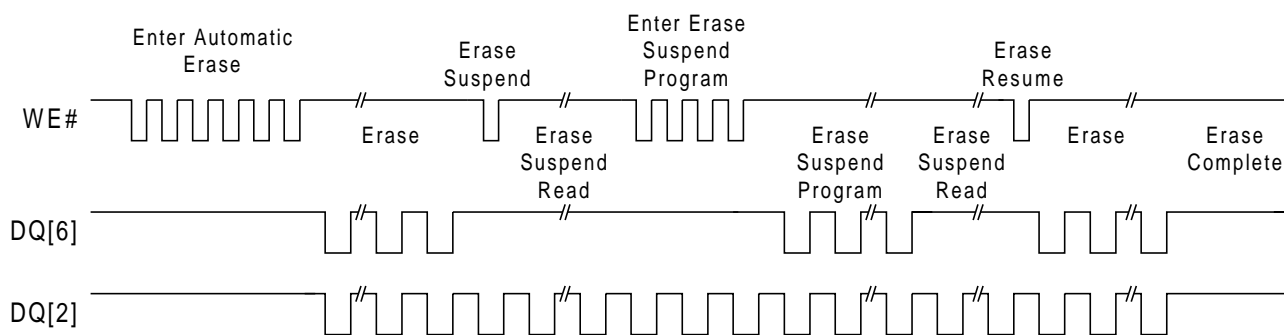 Enter Automatic
Erase
Erase
Suspend
Enter Erase
Suspend
Program
Erase
Resume
WE#
Erase
Erase
Suspend
Read
Erase
Suspend
Program
Erase
Suspend
Read
Erase
Erase
Complete
DQ[6]
DQ[2]